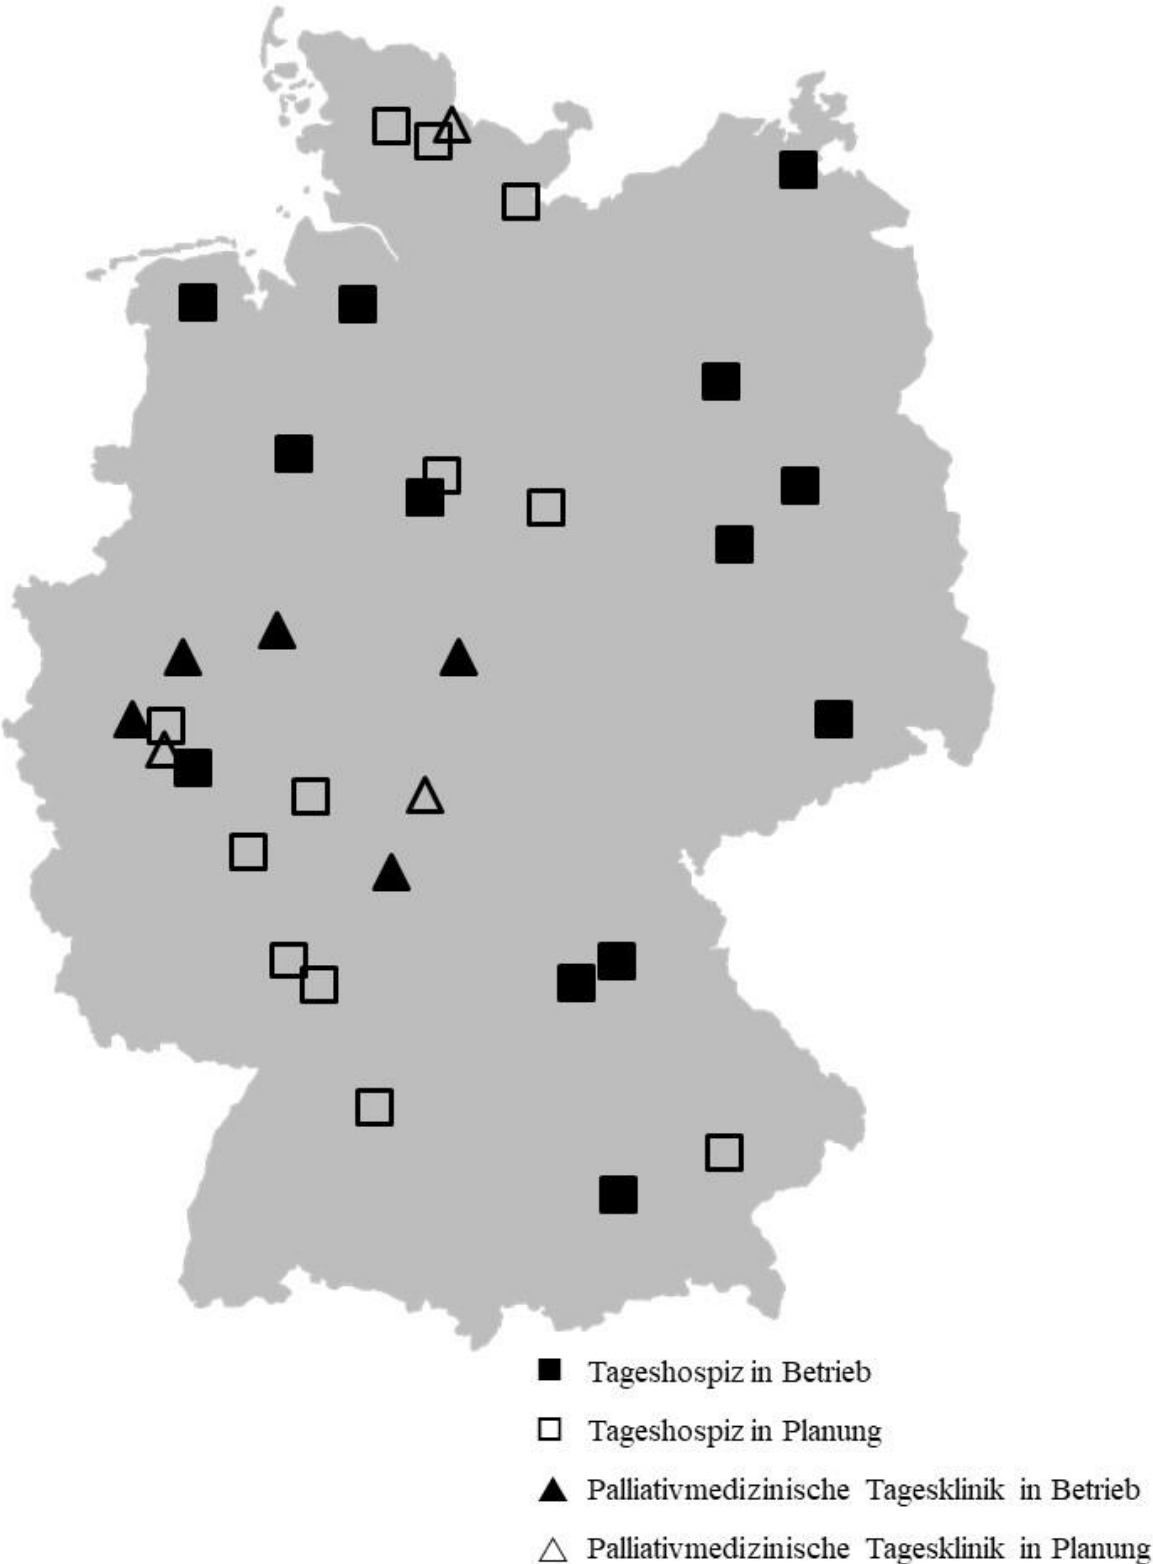 Tageshospiz in Betrieb
Tageshospiz in Planung
Palliativmedizinische Tagesklinik in Betrieb
Palliativmedizinische Tagesklinik in Planung